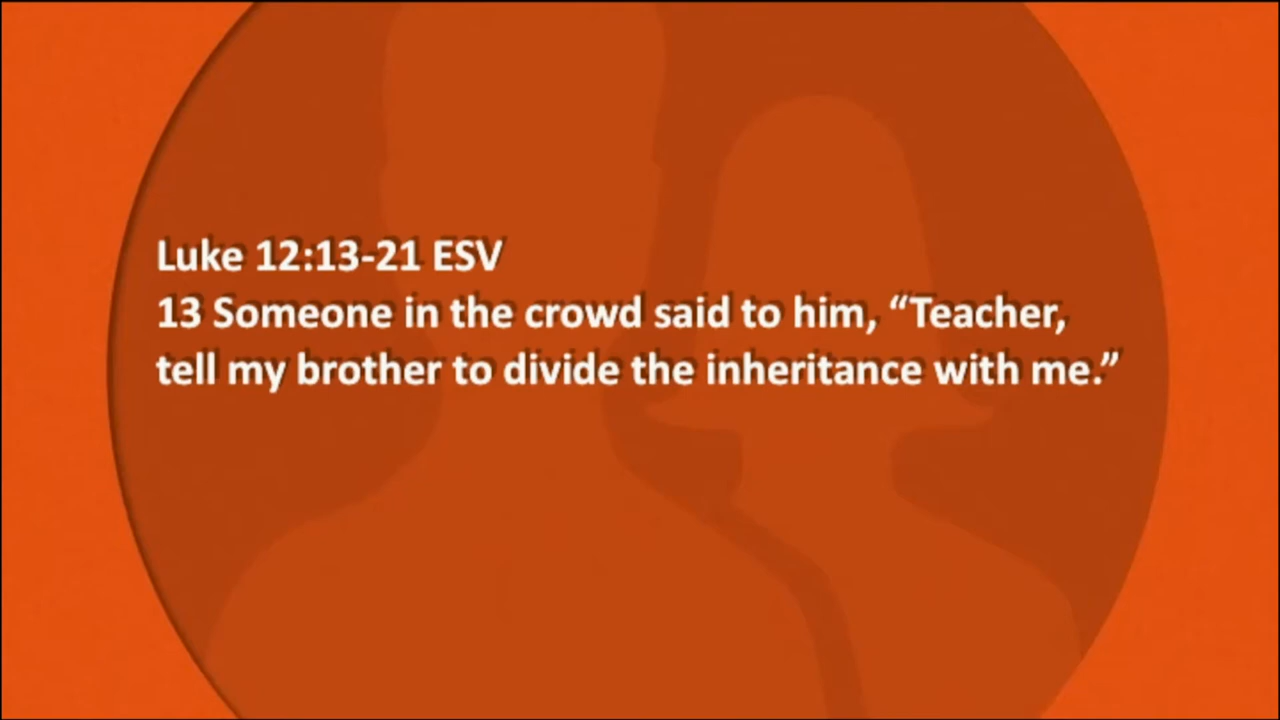 Luke 12:13-21 ESV
13 Someone in the crowd said to him, “Teacher,
tell my brother to divide the inheritance with me.”